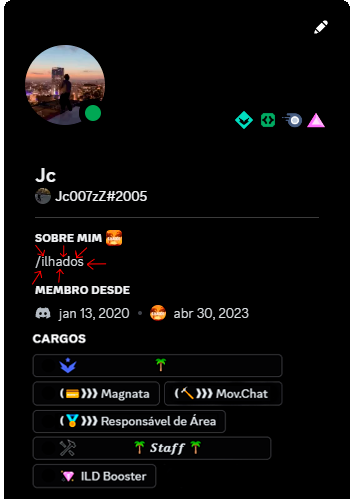 Jc
Jc007zZ#2005
SOBRE MIM
/ilhados
MEMBRO DESDE
jan 13, 2020 • abr 30, 2023
CARGOS
(💳))) Magnata
(⛏))) Mov.Chat
(🏅))) Responsável de Área
🌴 Staff 🌴
ILD Booster